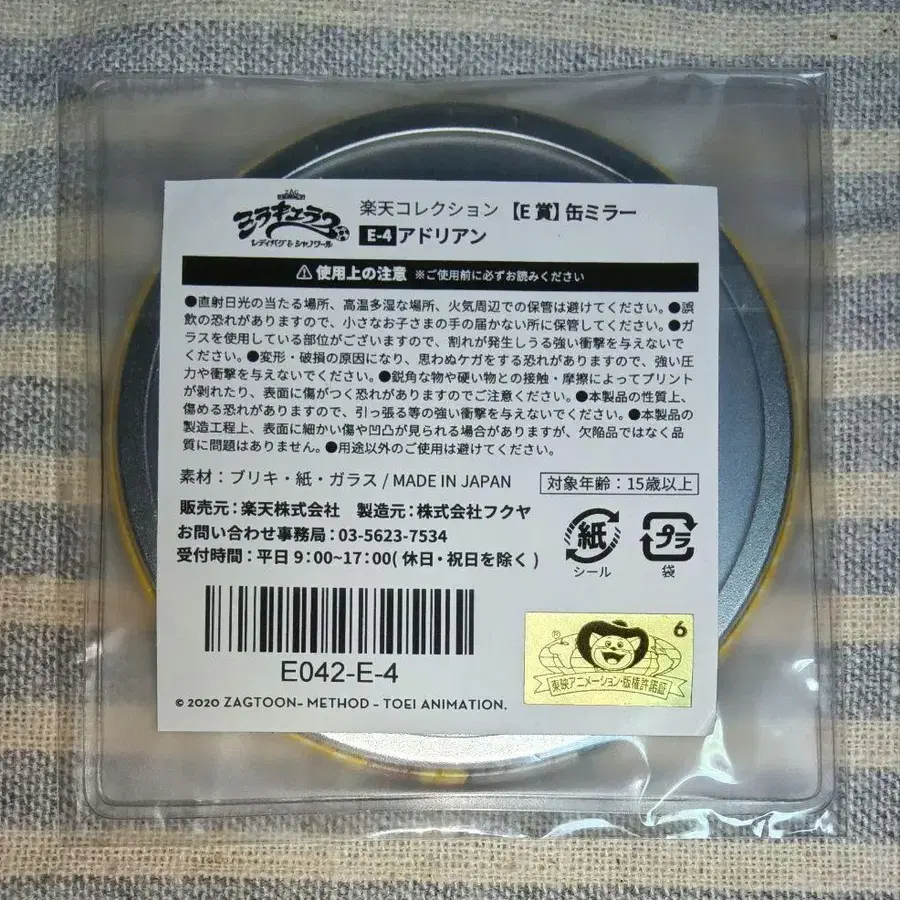 ZAG
ミラキュラス
レディバグ&シャノワール
楽天コレクション 【E 賞】缶ミラー
E-4 アドリアン
⚠ 使用上の注意 ※ご使用前に必ずお読みください
●直射日光の当たる場所、高温多湿な場所、火気周辺での保管は避けてください。●誤
飲の恐れがありますので、小さなお子さまの手の届かない所に保管してください。●ガ
ラスを使用している部位がございますので、割れが発生しうる強い衝撃を与えないで
ください。●変形・破損の原因になり、思わぬケガをする恐れがありますので、強い圧
力や衝撃を与えないでください。●鋭角な物や硬い物との接触・摩擦によってプリント
が剥れたり、表面に傷がつく恐れがありますのでご注意ください。●本製品の性質上、
傷める恐れがありますので、引っ張る等の強い衝撃を与えないでください。●本製品の
製造工程上、表面に細かい傷や凹凸が見られる場合がありますが、欠陥品ではなく品
質に問題はありません。●用途以外のご使用は避けてください。
素材：ブリキ・紙・ガラス / MADE IN JAPAN
対象年齢：15歳以上
販売元：楽天株式会社 製造元：株式会社フクヤ
お問い合わせ事務局：03-5623-7534
受付時間：平日 9：00~17：00( 休日・祝日を除く )
紙
シール
プラ
袋
E042-E-4
6
®
東映アニメーション・版権許諾証
© 2020 ZAGTOON- METHOD - TOEI ANIMATION.